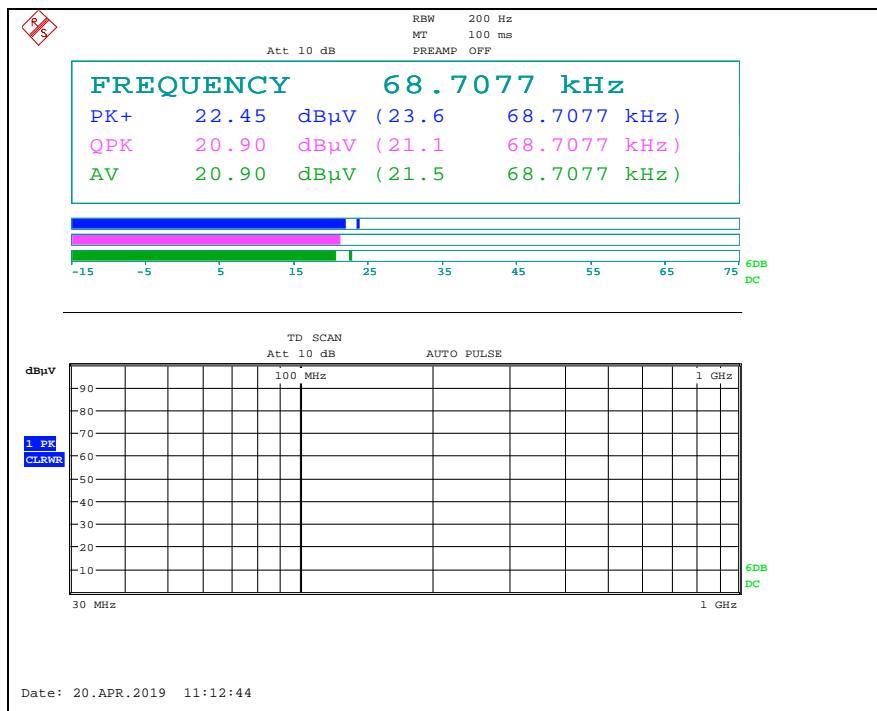 R S
RBW 200 Hz
MT 100 ms
Att 10 dB PREAMP OFF
FREQUENCY 68.7077 kHz
PK+ 22.45 dBµV (23.6 68.7077 kHz)
QPK 20.90 dBµV (21.1 68.7077 kHz)
AV 20.90 dBµV (21.5 68.7077 kHz)
-15 -5 5 15 25 35 45 55 65 75
6DB
DC
TD SCAN
Att 10 dB AUTO PULSE
dBµV
100 MHz 1 GHz
90
80
70
1 PK
CLRWR
60
50
40
30
20
10
6DB
DC
30 MHz 1 GHz
Date: 20.APR.2019 11:12:44